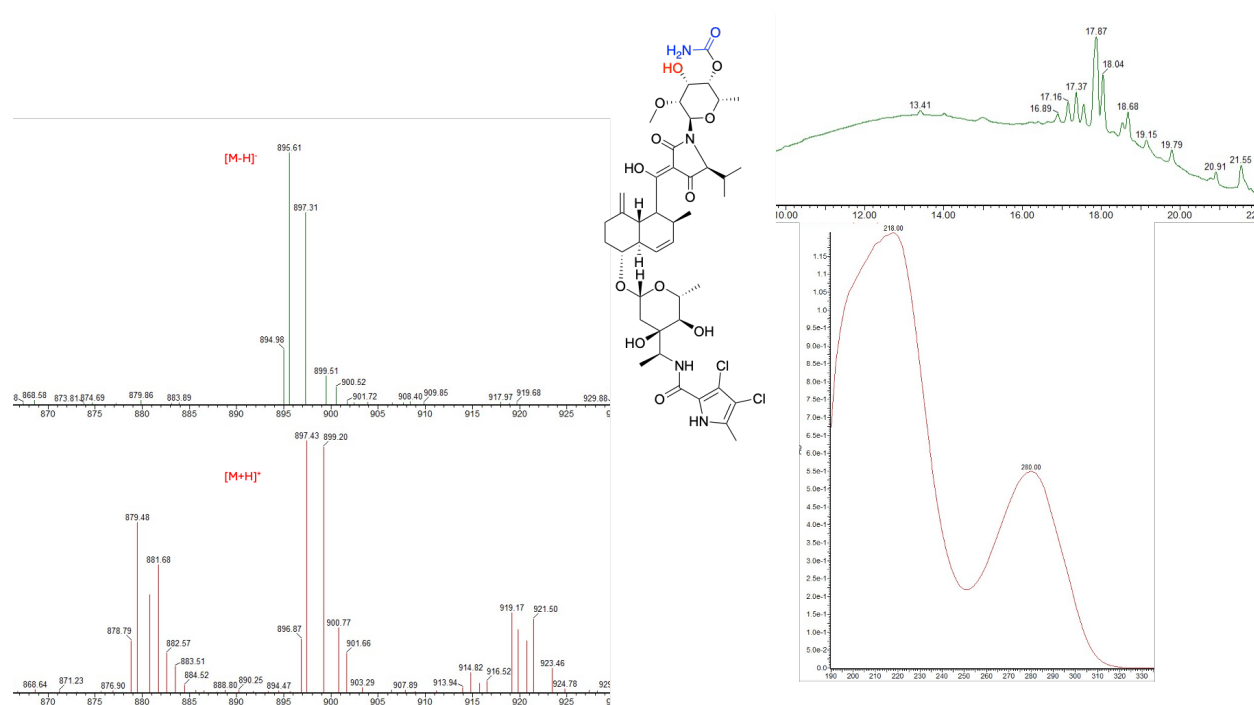 [M-H]-
895.61
897.31
894.98
899.51
900.52
868.58
873.81
874.69
879.86
883.89
901.72
908.40
909.85
917.97
919.68
929.88
870 875 880 885 890 895 900 905 910 915 920 925
[M+H]+
897.43
899.20
879.48
881.68
878.79
882.57
883.51
884.52
896.87
900.77
901.66
919.17
921.50
923.46
914.82
916.52
868.64
871.23
876.90
888.80
890.25
894.47
903.29
907.89
913.94
924.78
870 875 880 885 890 895 900 905 910 915 920 925
O
H2N
O
HO
O
O
O
N
HO
O
H
H
H
O
O
HO
OH
NH
Cl
O
Cl
HN
17.87
18.04
17.37
17.16
16.89
13.41
18.68
19.15
19.79
20.91
21.55
10.00 12.00 14.00 16.00 18.00 20.00
218.00
280.00
1.15
1.1
1.05
1.0
9.5e-1
9.0e-1
8.5e-1
8.0e-1
7.5e-1
7.0e-1
6.5e-1
6.0e-1
5.5e-1
5.0e-1
4.5e-1
4.0e-1
3.5e-1
3.0e-1
2.5e-1
2.0e-1
1.5e-1
1.0e-1
5.0e-2
0.0
190 200 210 220 230 240 250 260 270 280 290 300 310 320 330